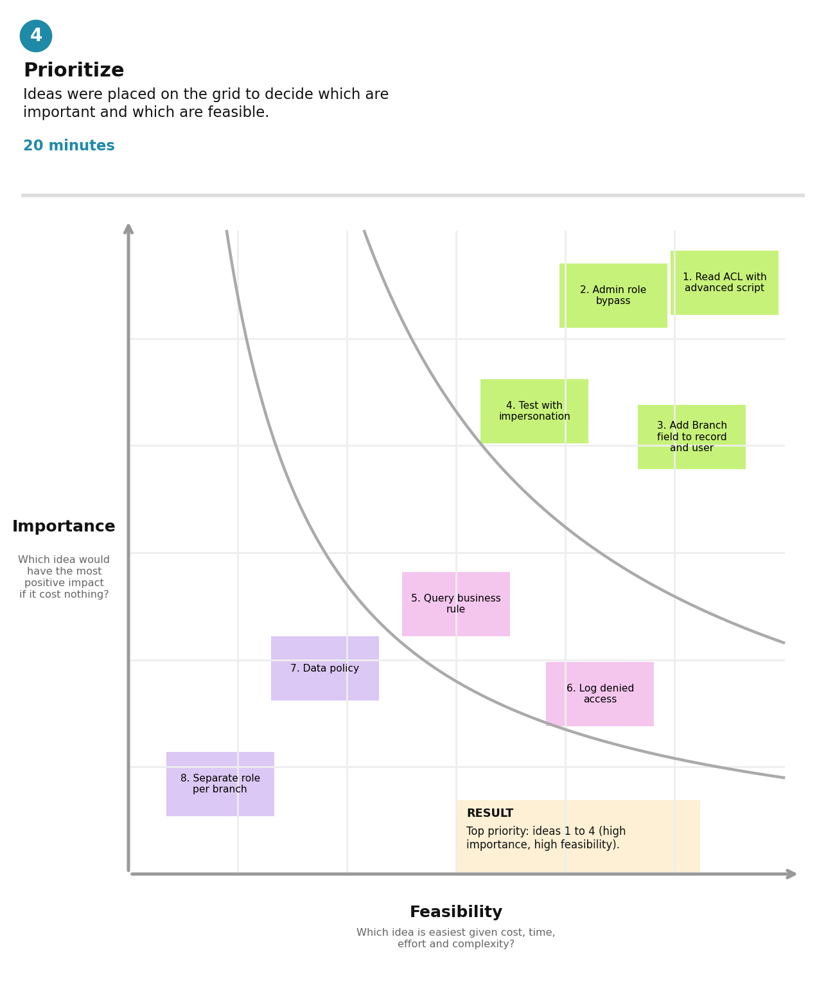 4
Prioritize
Ideas were placed on the grid to decide which are
important and which are feasible.
20 minutes
1. Read ACL with
advanced script
2. Admin role
bypass
4. Test with
impersonation
3. Add Branch
field to record
and user
Importance
Which idea would
have the most
positive impact
if it cost nothing?
5. Query business
rule
7. Data policy
6. Log denied
access
8. Separate role
per branch
RESULT
Top priority: ideas 1 to 4 (high
importance, high feasibility).
Feasibility
Which idea is easiest given cost, time,
effort and complexity?